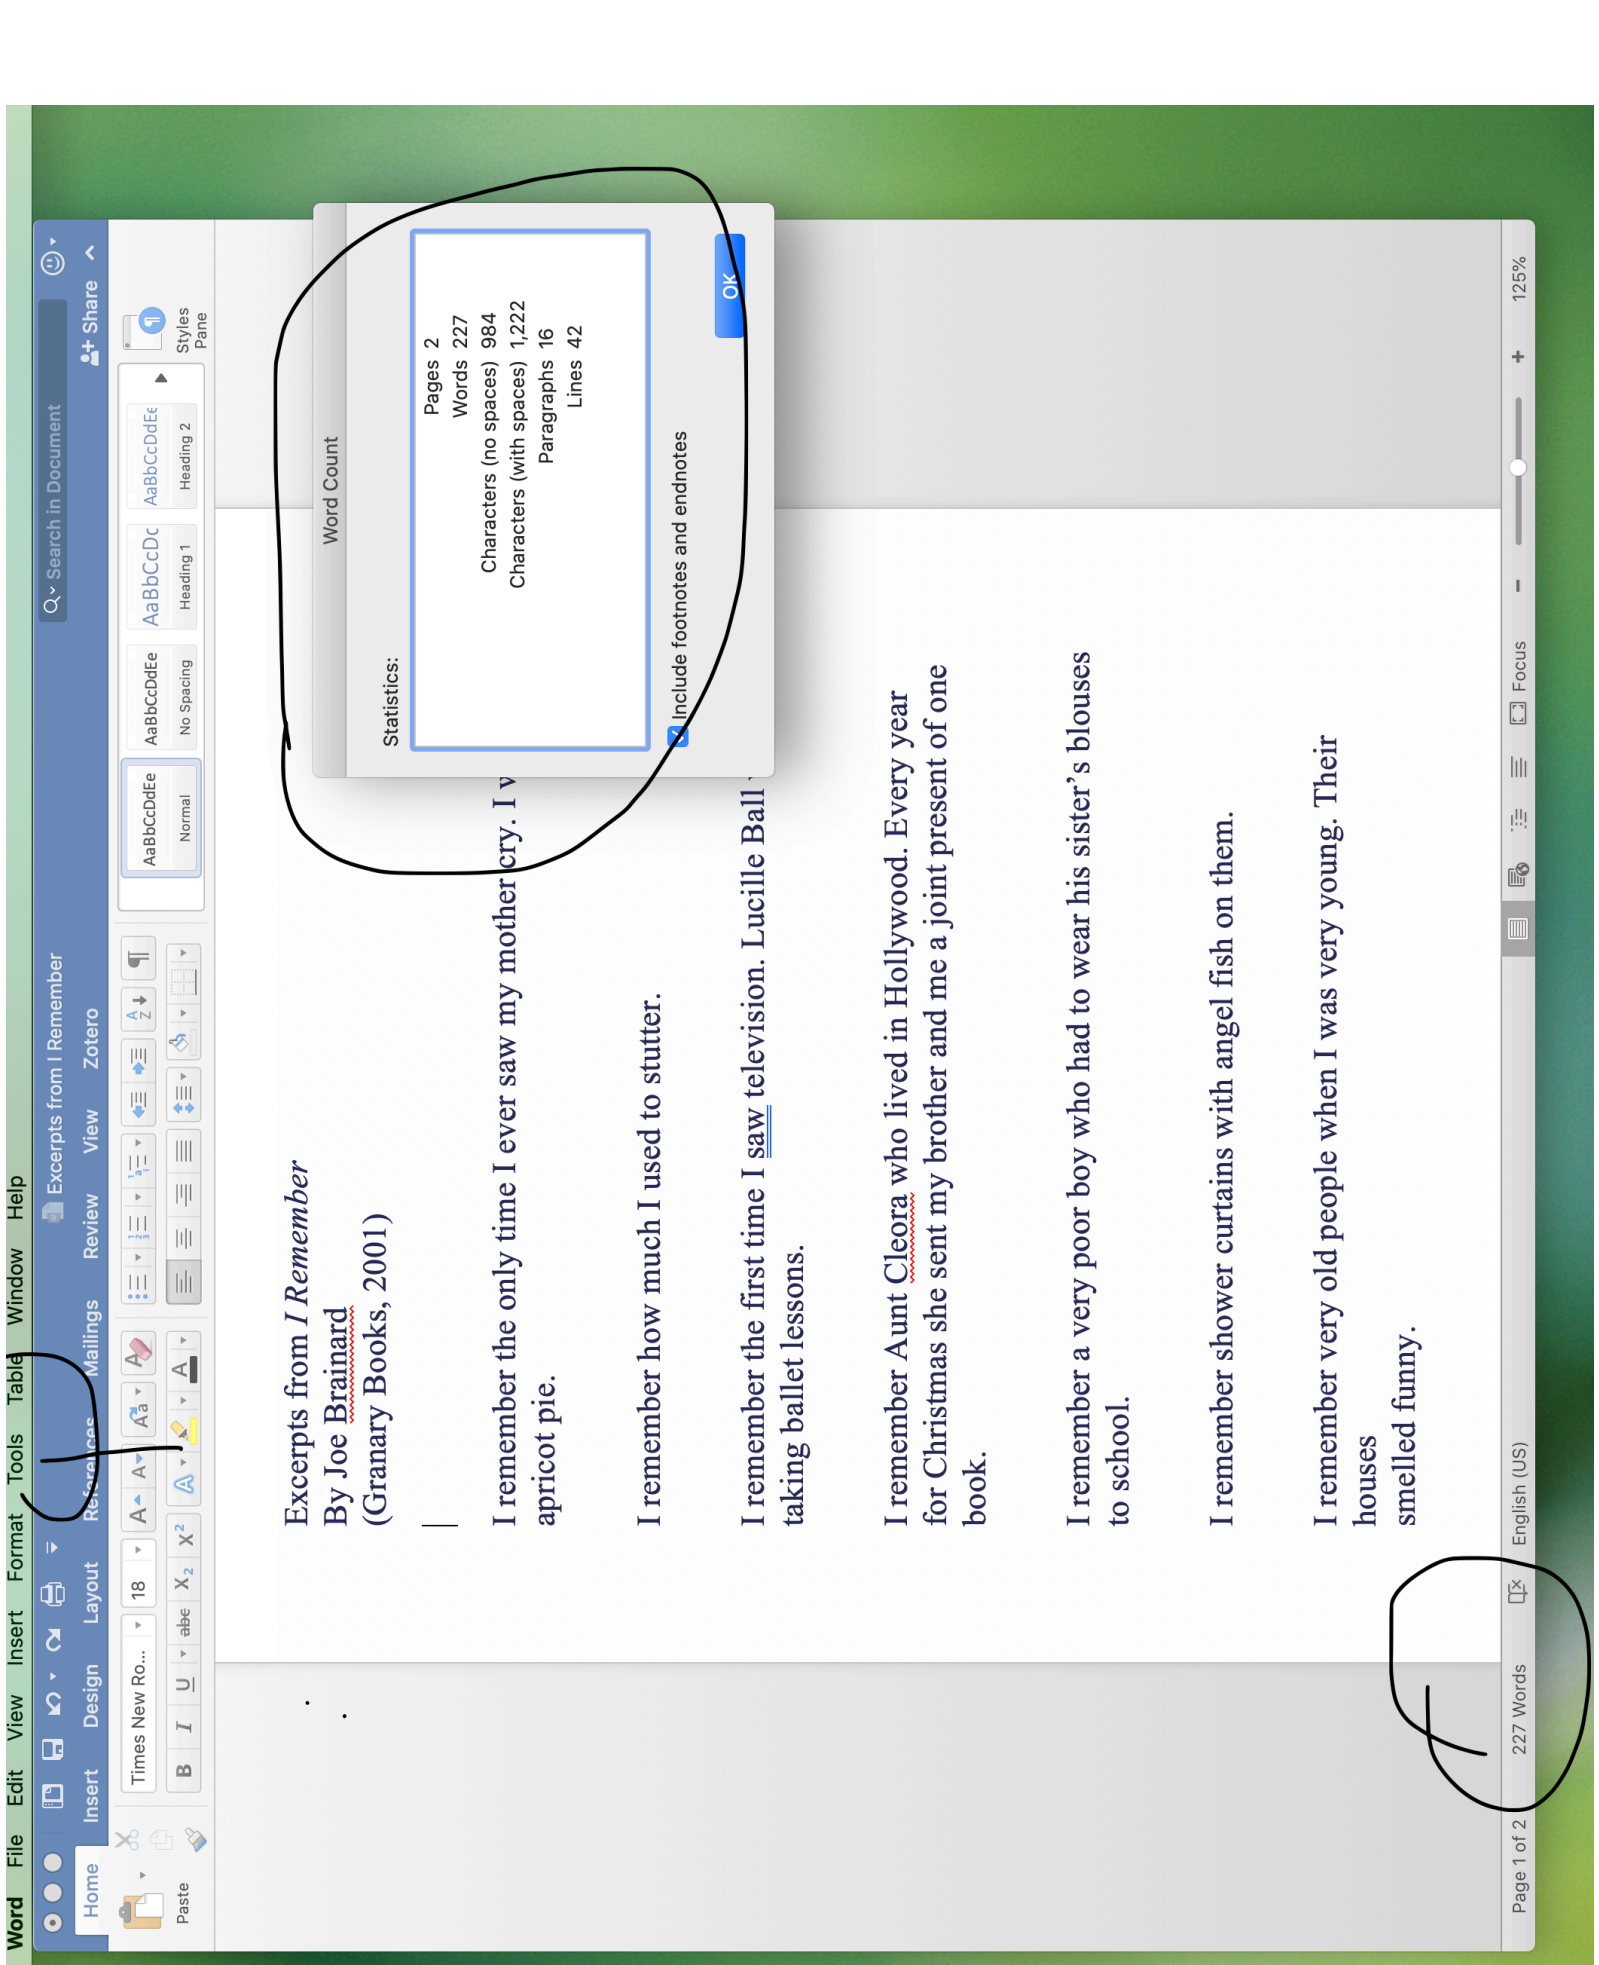 Word File Edit View Insert Format Tools Table Window Help
Excerpts from I Remember
Search in Document
Home Insert Design Layout References Mailings Review View Zotero
Share
Paste
Times New Ro... 18
A A Aa A
B I U abc X2 X2 A A
AaBbCcDdEe AaBbCcDdEe AaBbCcDc AaBbCcDdEe
Normal No Spacing Heading 1 Heading 2
Styles
Pane
Excerpts from I Remember
By Joe Brainard
(Granary Books, 2001)
I remember the only time I ever saw my mother cry. I
apricot pie.
I remember how much I used to stutter.
I remember the first time I saw television. Lucille Ball
taking ballet lessons.
I remember Aunt Cleora who lived in Hollywood. Every year
for Christmas she sent my brother and me a joint present of one
book.
I remember a very poor boy who had to wear his sister’s blouses
to school.
I remember shower curtains with angel fish on them.
I remember very old people when I was very young. Their
houses
smelled funny.
Word Count
Statistics:
Pages 2
Words 227
Characters (no spaces) 984
Characters (with spaces) 1,222
Paragraphs 16
Lines 42
Include footnotes and endnotes
OK
Page 1 of 2 227 Words English (US) Focus 125%